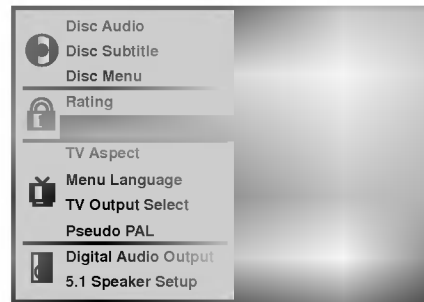 Disc Audio
Disc Subtitle
Disc Menu
Rating
TV Aspect
Menu Language
TV Output Select
Pseudo PAL
Digital Audio Output
5.1 Speaker Setup